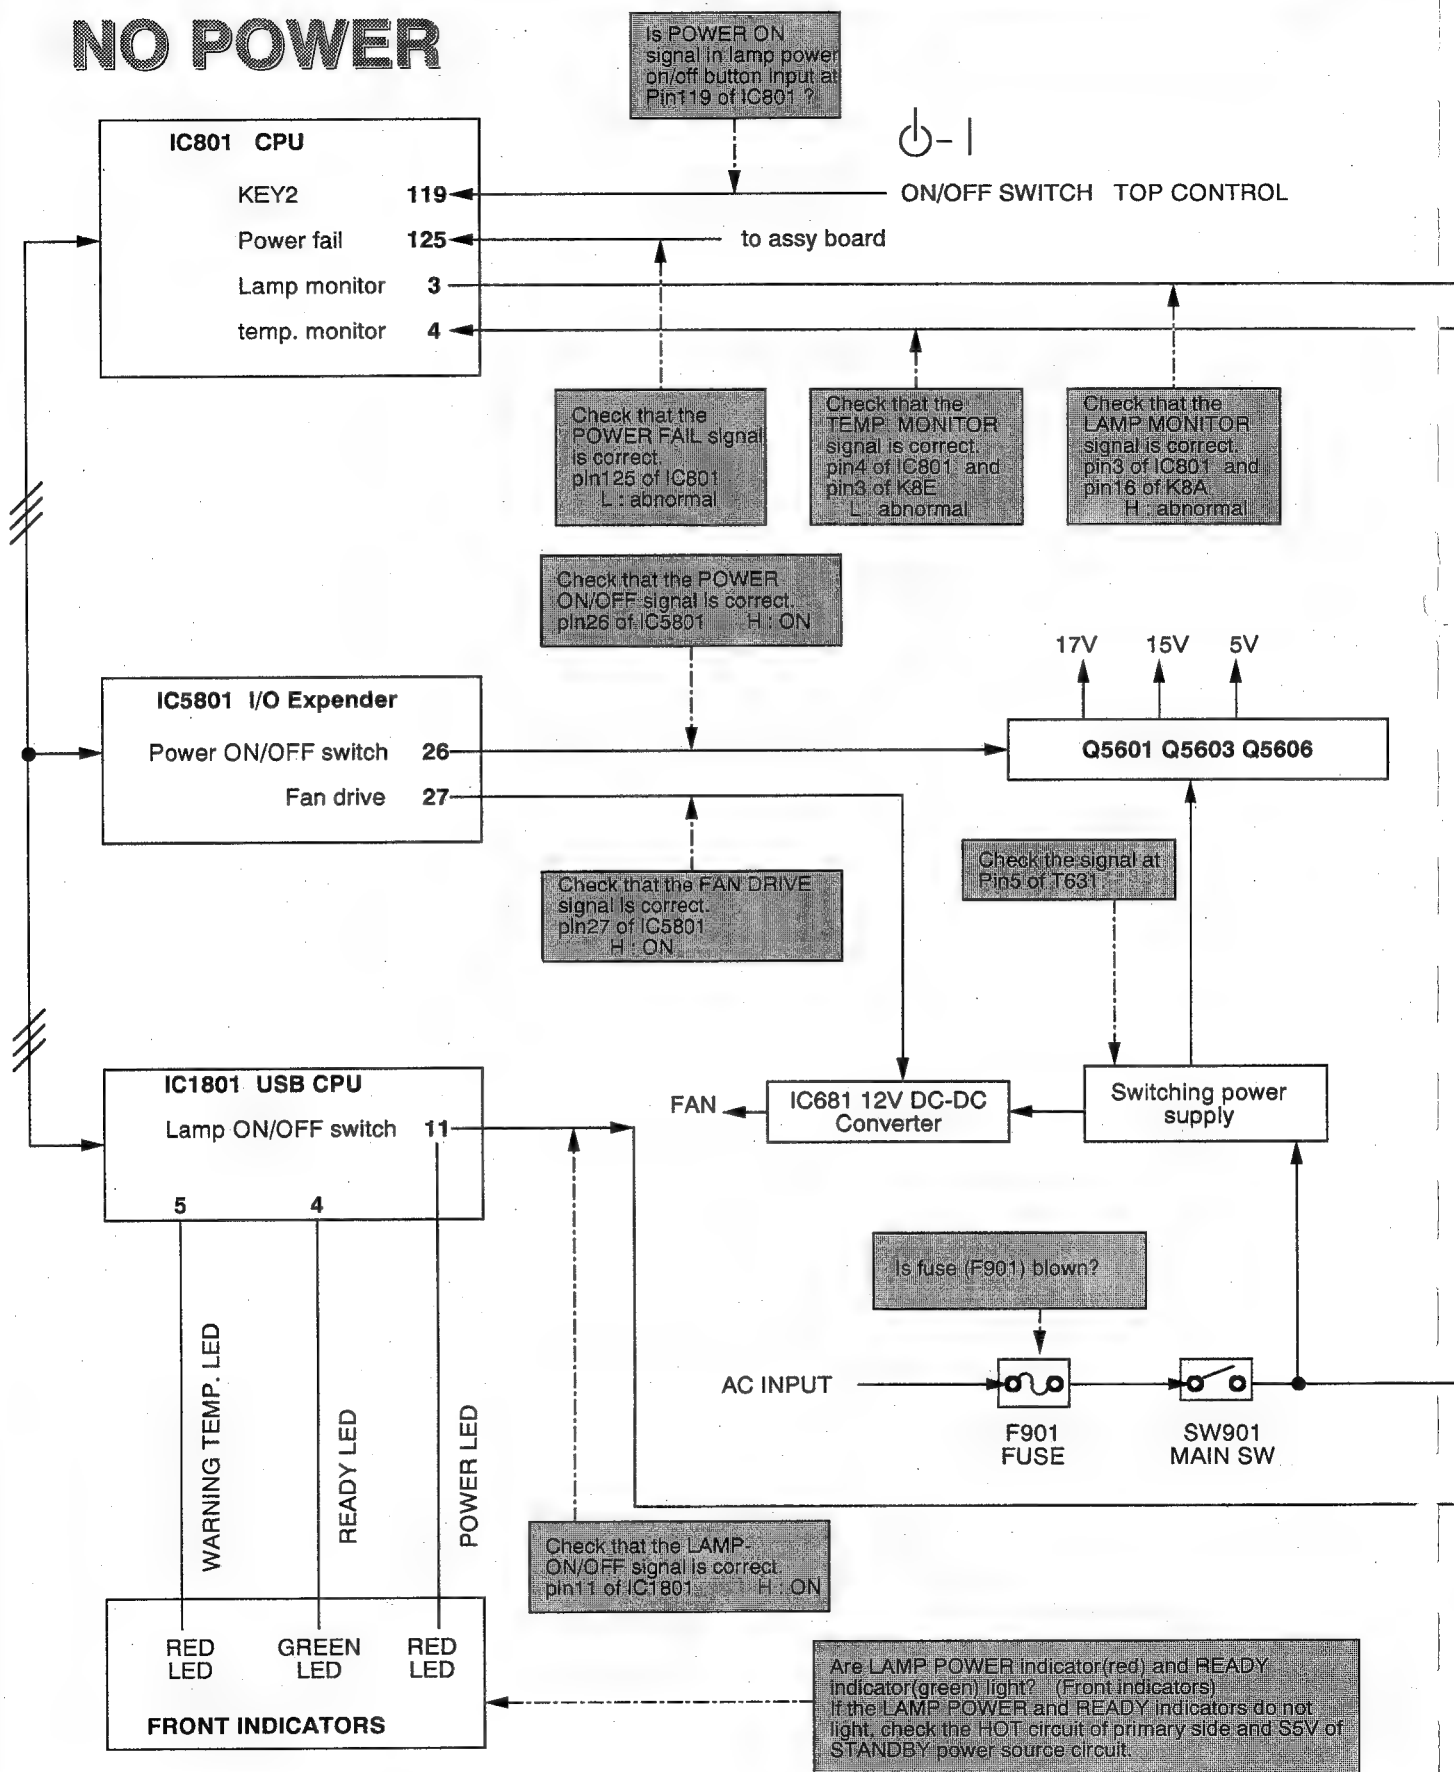 NO POWER
Is POWER ON
signal in lamp power
on/off button input at
Pin119 of IC801 ?
IC801 CPU
KEY2 119
ON/OFF SWITCH TOP CONTROL
Power fail 125
to assy board
Lamp monitor 3
temp. monitor 4
Check that the
POWER FAIL signal
is correct.
pin125 of IC801
L : abnormal
Check that the
TEMP. MONITOR
signal is correct.
pin4 of IC801 and
pin3 of K8E
L : abnormal
Check that the
LAMP MONITOR
signal is correct.
pin3 of IC801 and
pin16 of K8A
H : abnormal
Check that the POWER
ON/OFF signal is correct.
pin26 of IC5801 H : ON
17V 15V 5V
IC5801 I/O Expender
Power ON/OFF switch 26
Fan drive 27
Q5601 Q5603 Q5606
Check that the FAN DRIVE
signal is correct.
pin27 of IC5801
H : ON
Check the signal at
Pin5 of T631.
IC1801 USB CPU
Lamp ON/OFF switch 11
5 4
FAN
IC681 12V DC-DC
Converter
Switching power
supply
Is fuse (F901) blown?
AC INPUT
F901
FUSE
SW901
MAIN SW
WARNING TEMP. LED
READY LED
POWER LED
Check that the LAMP-
ON/OFF signal is correct.
pin11 of IC1801 H : ON
RED
LED
GREEN
LED
RED
LED
FRONT INDICATORS
Are LAMP POWER indicator(red) and READY
indicator(green) light? (Front indicators)
If the LAMP POWER and READY indicators do not
light, check the HOT circuit of primary side and S5V of
STANDBY power source circuit.